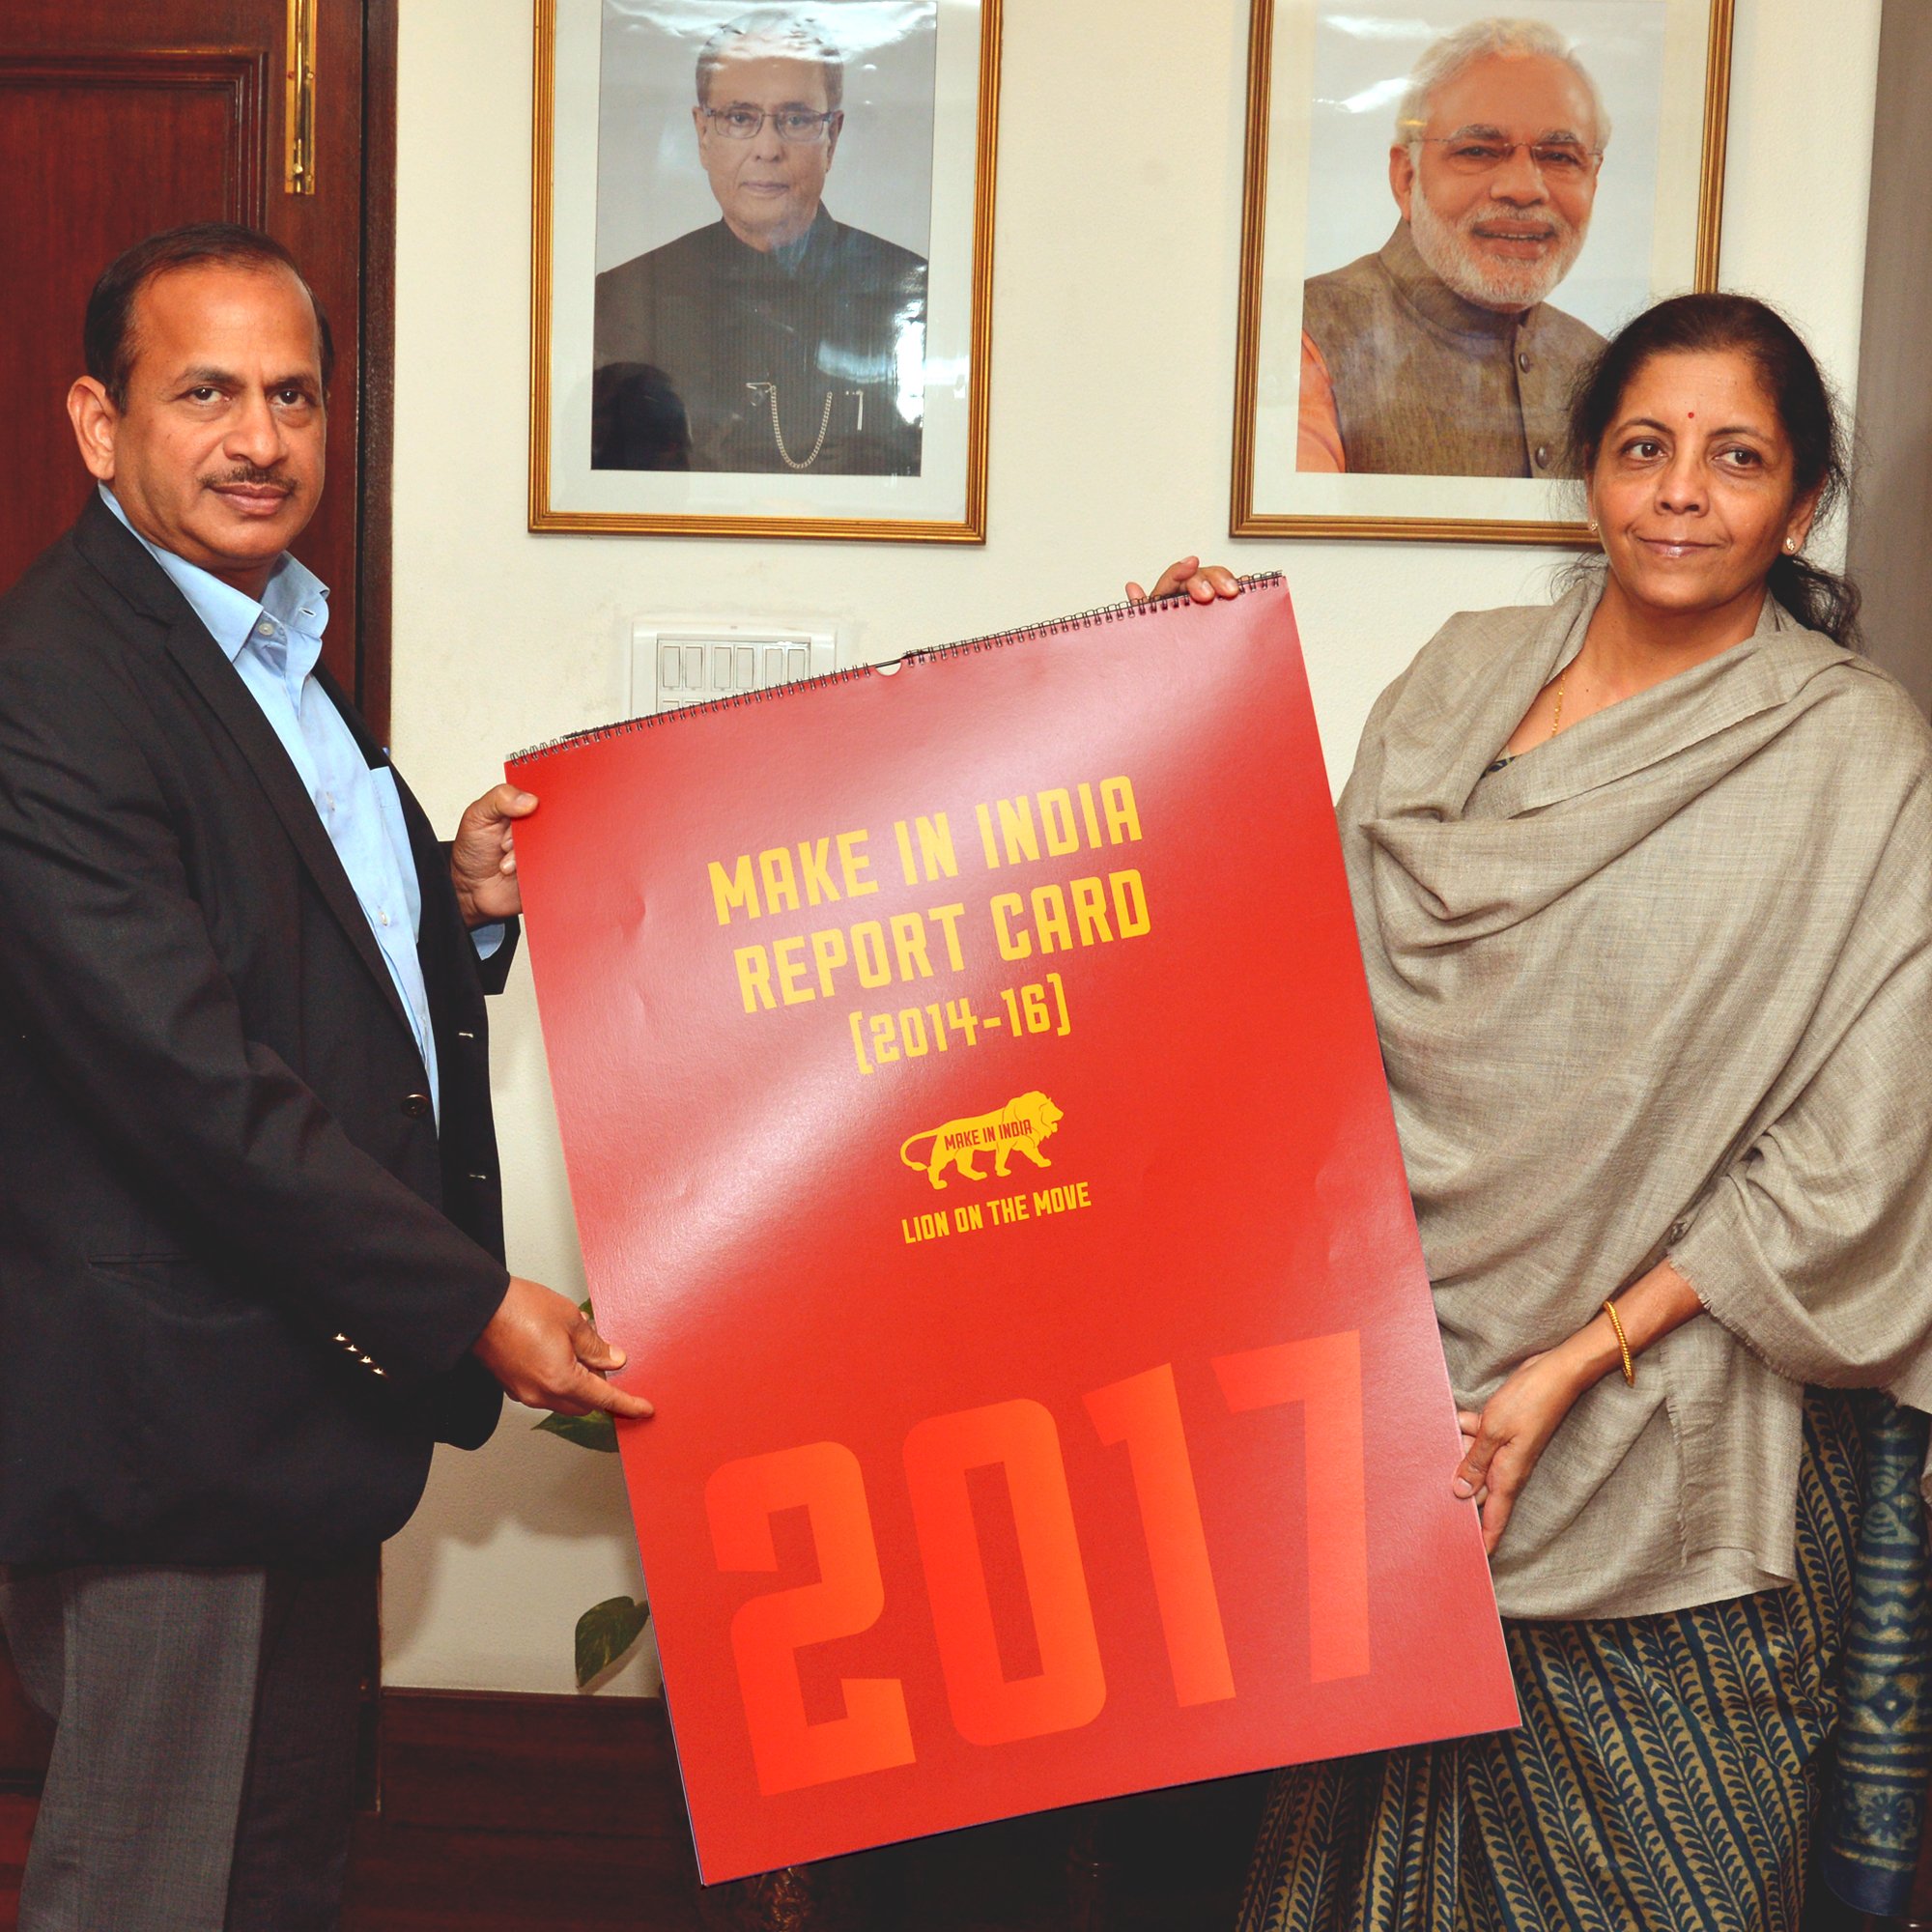 MAKE IN INDIA
REPORT CARD
[2014-16]
MAKE IN INDIA
LION ON THE MOVE
2017